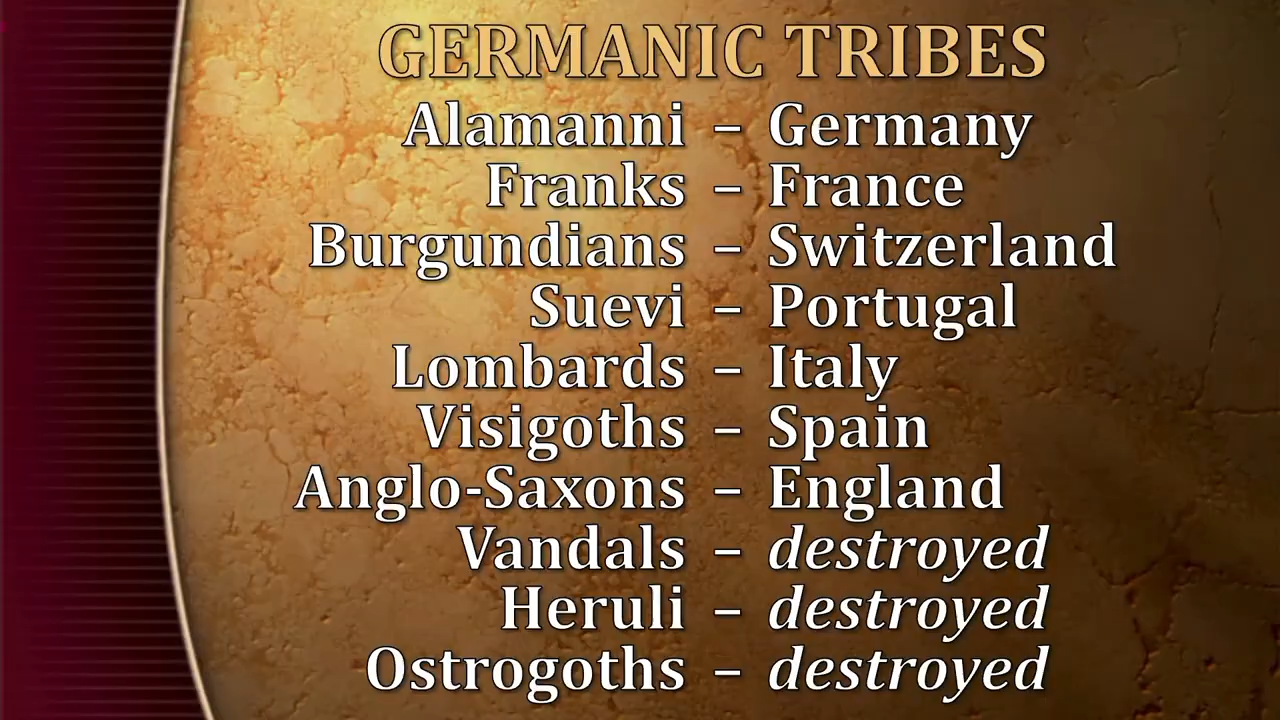 GERMANIC TRIBES
Alamanni – Germany
Franks – France
Burgundians – Switzerland
Suevi – Portugal
Lombards – Italy
Visigoths – Spain
Anglo-Saxons – England
Vandals – destroyed
Heruli – destroyed
Ostrogoths – destroyed